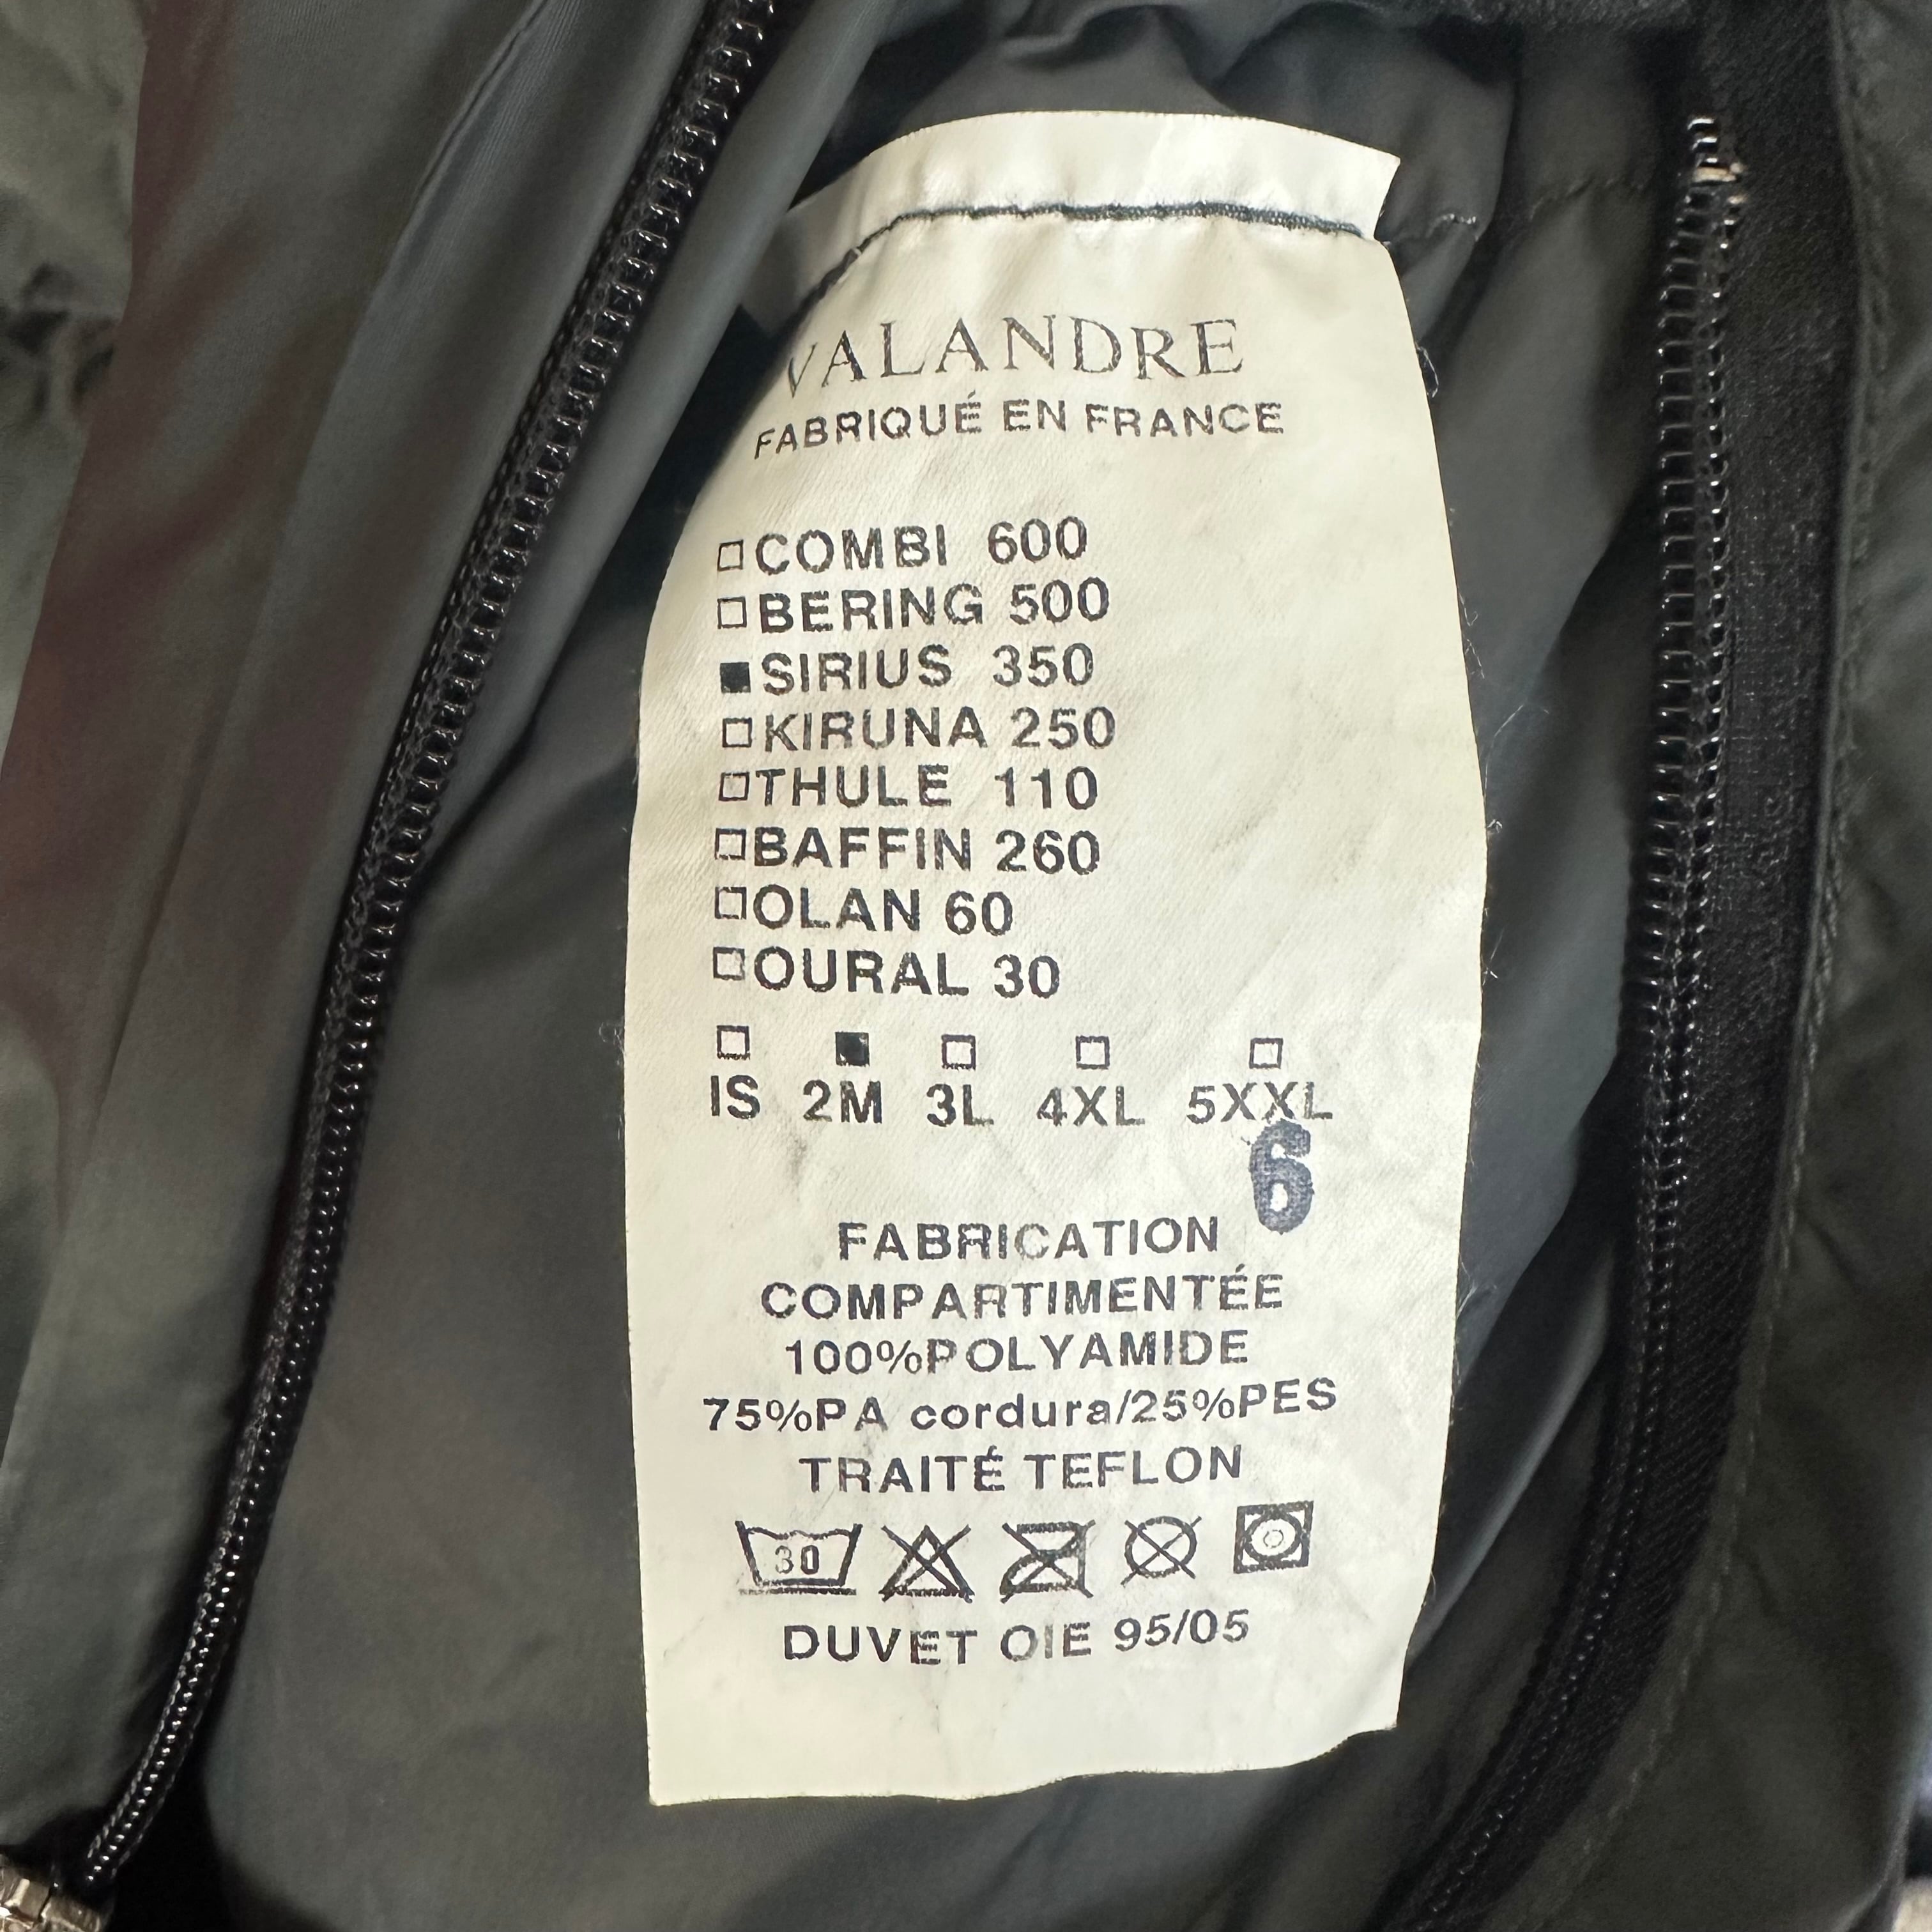 VALANDRE
FABRIQUÉ EN FRANCE
□COMBI 600
□BERING 500
■SIRIUS 350
□KIRUNA 250
□THULE 110
□BAFFIN 260
□OLAN 60
□OURAL 30
□ ■ □ □ □
IS 2M 3L 4XL 5XXL
6
FABRICATION
COMPARTIMENTÉE
100%POLYAMIDE
75%PA cordura/25%PES
TRAITÉ TEFLON
30
DUVET OIE 95/05